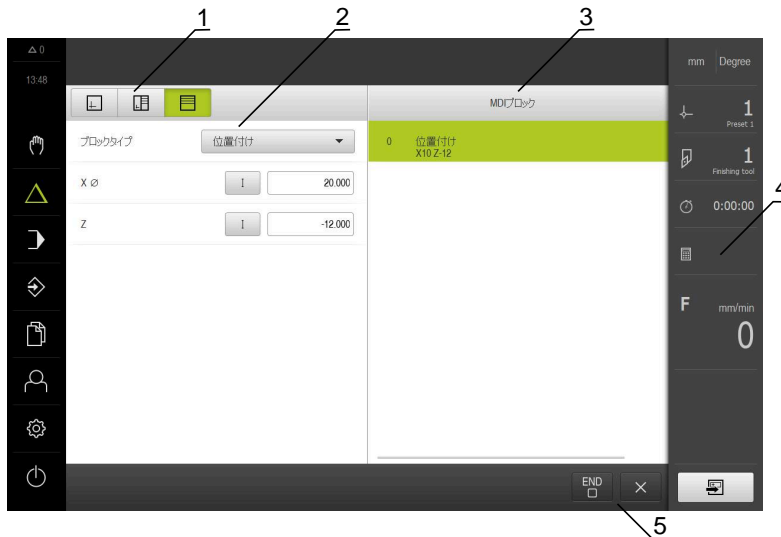 1
2
3
△ 0
13:48
mm Degree
MDIブロック
1
Preset 1
ブロックタイプ
位置付け
0 位置付け
X10 Z-12
1
Finishing tool
X ⌀
I
20.000
4
0:00:00
Z
I
-12.000
F mm/min
0
END
5